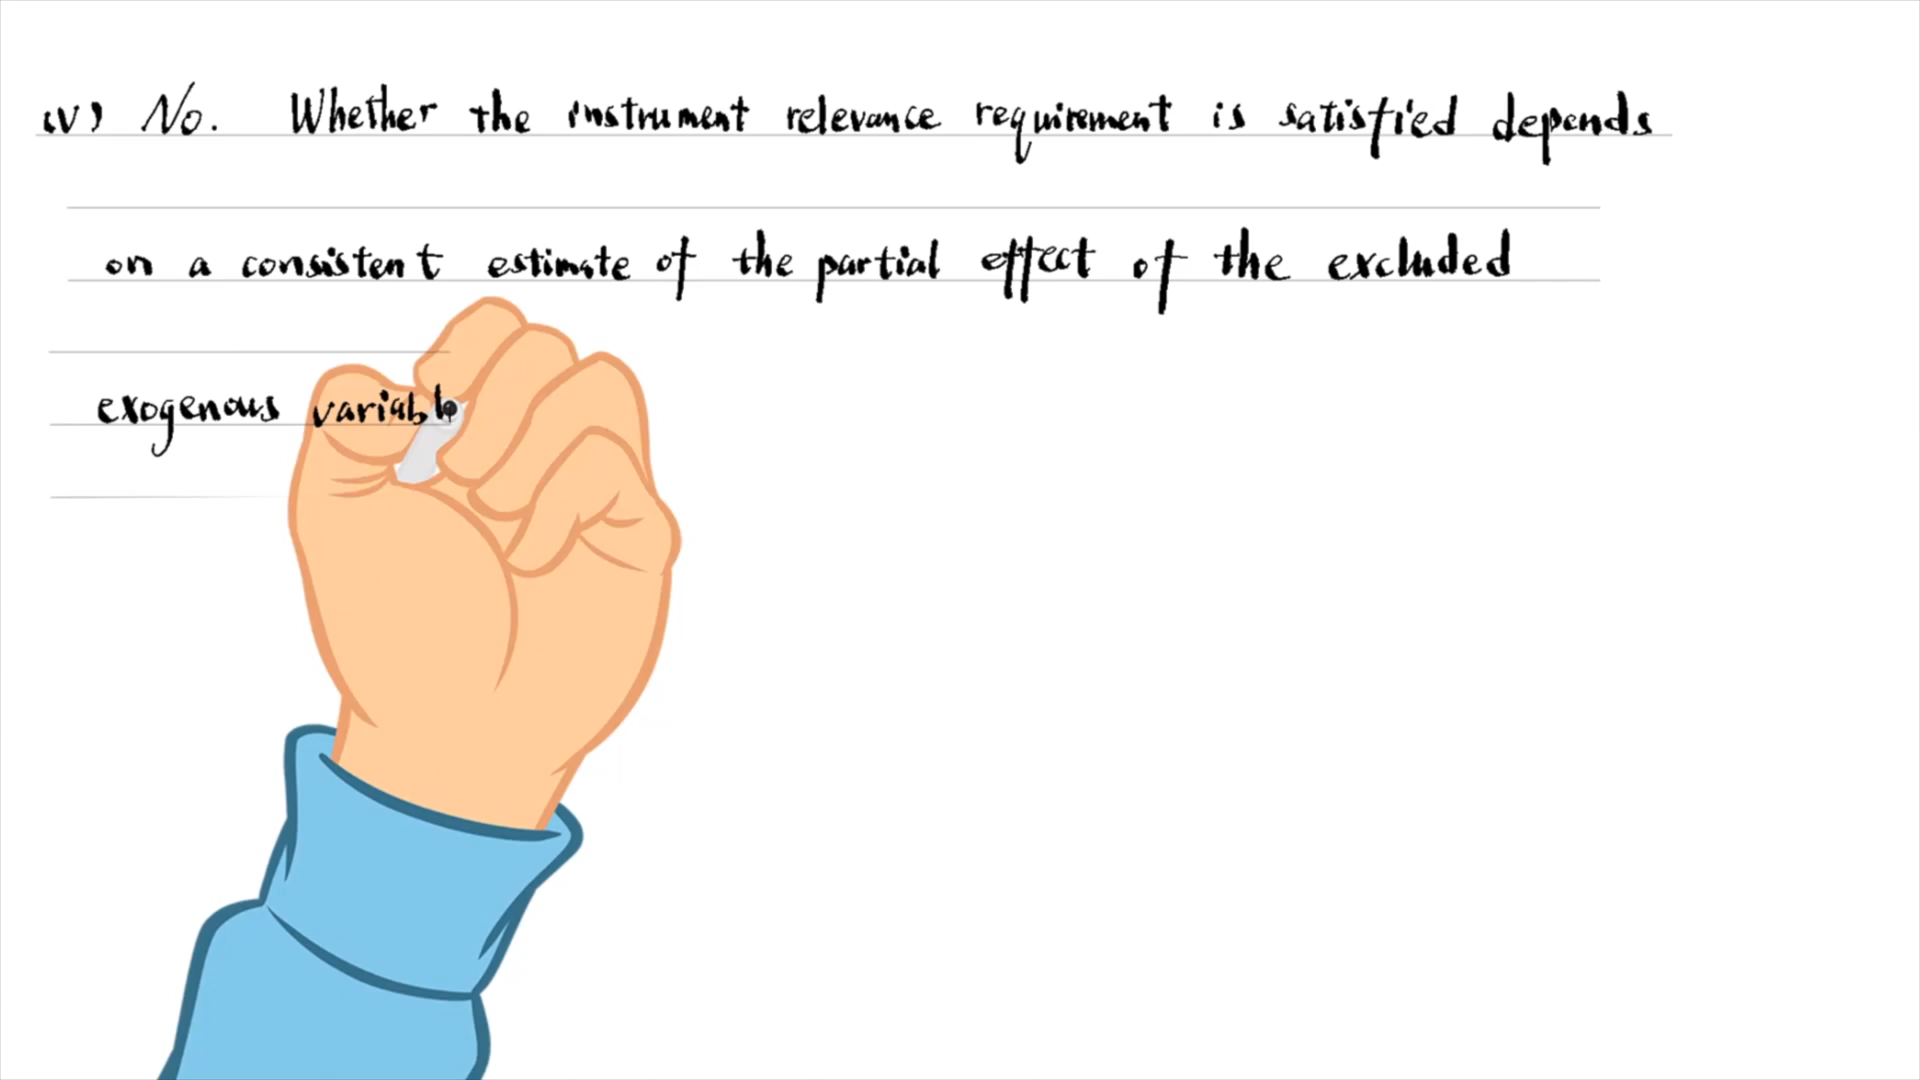 (v) No. Whether the instrument relevance requirement is satisfied depends
on a consistent estimate of the partial effect of the excluded
exogenous variabl